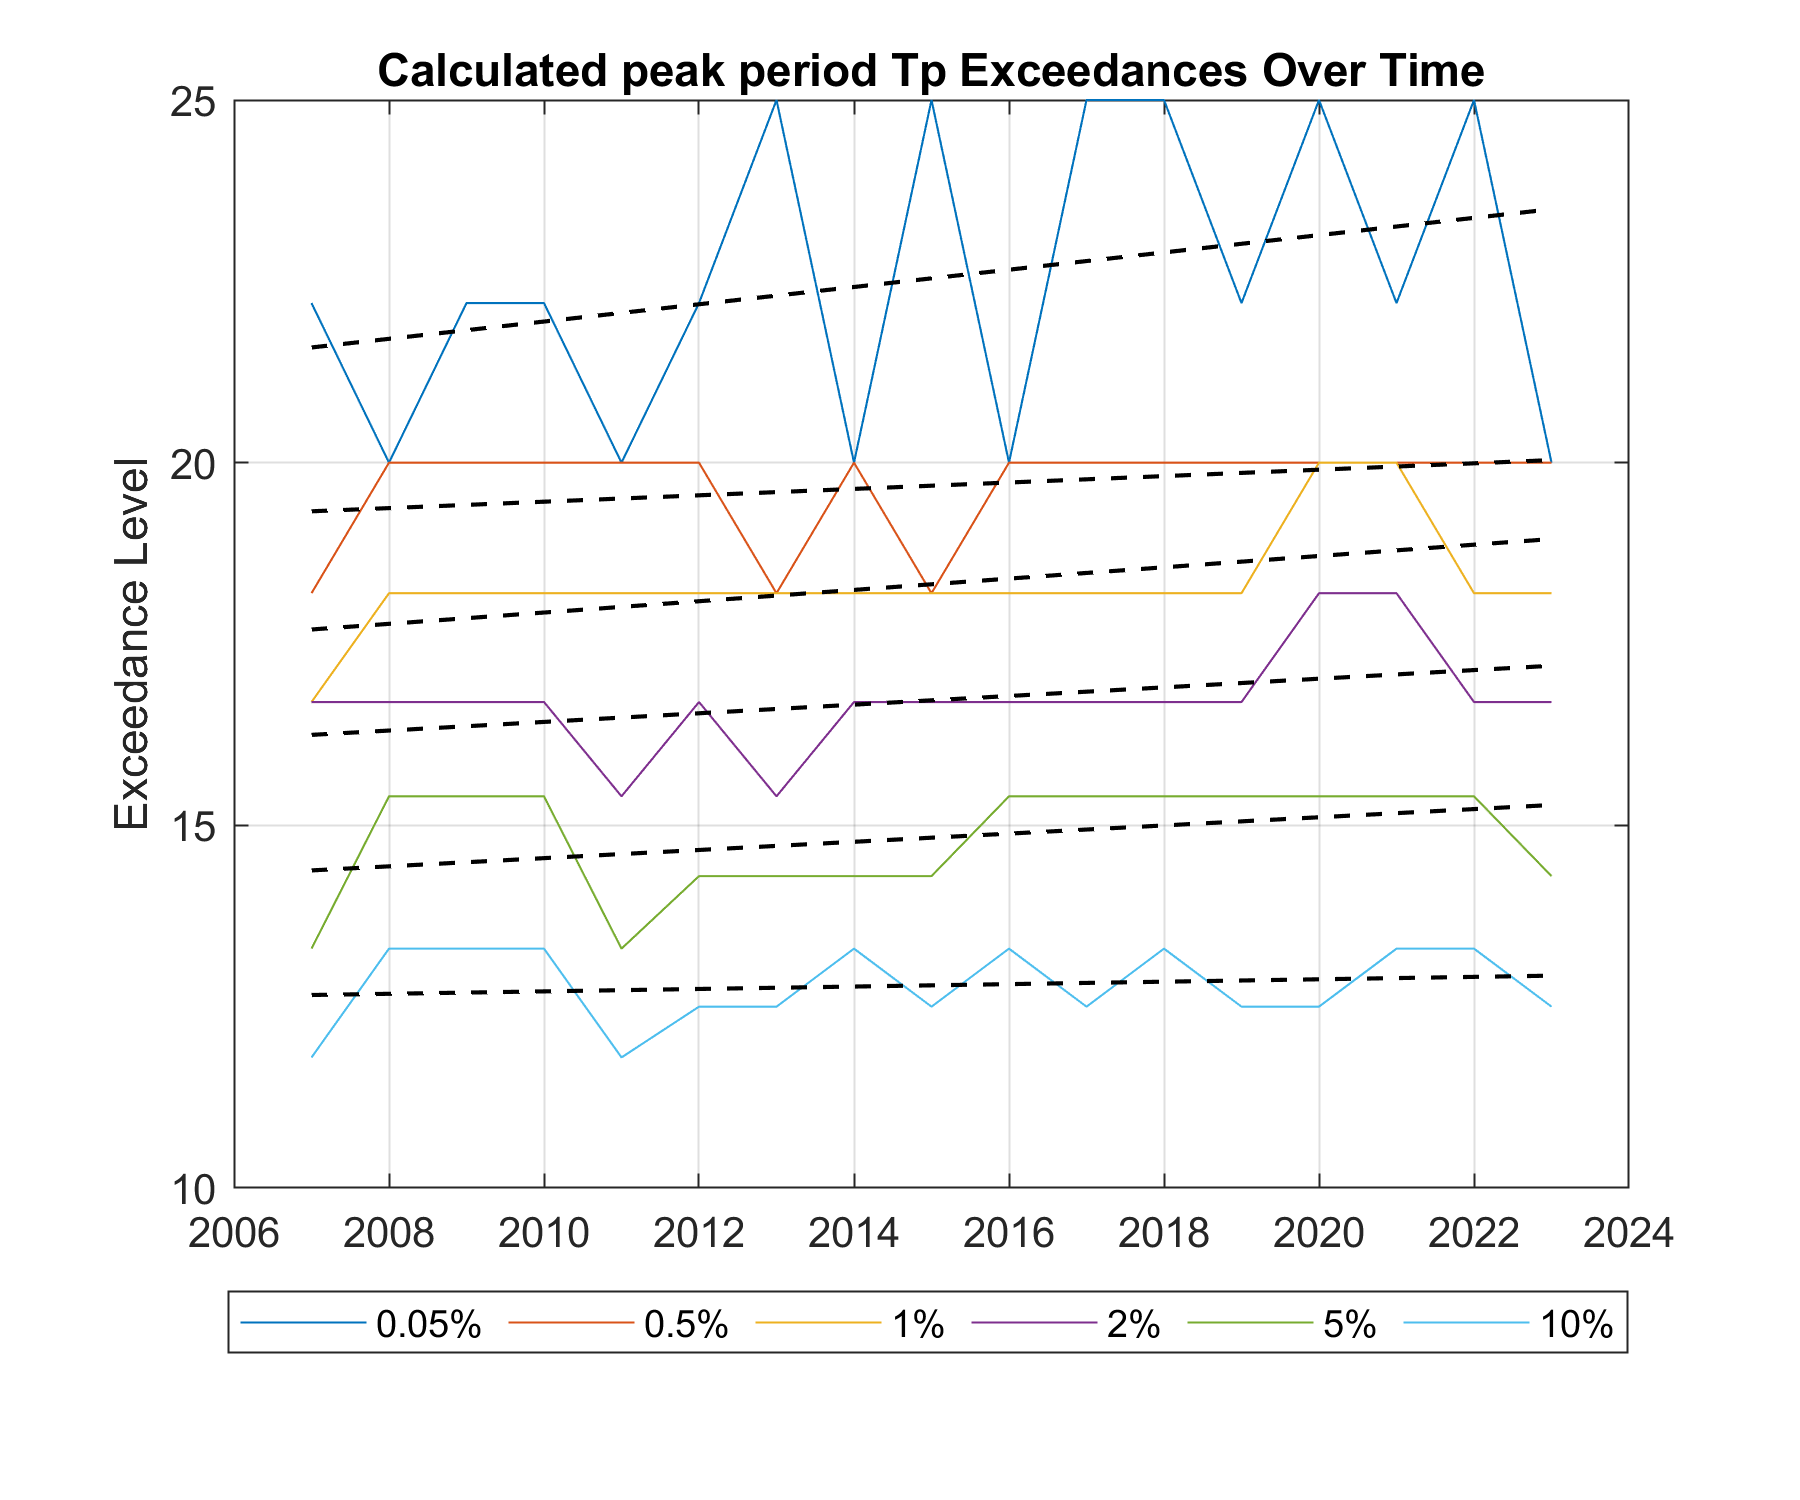 Calculated peak period Tp Exceedances Over Time
Exceedance Level
25
20
15
10
2006 2008 2010 2012 2014 2016 2018 2020 2022 2024
0.05% 0.5% 1% 2% 5% 10%